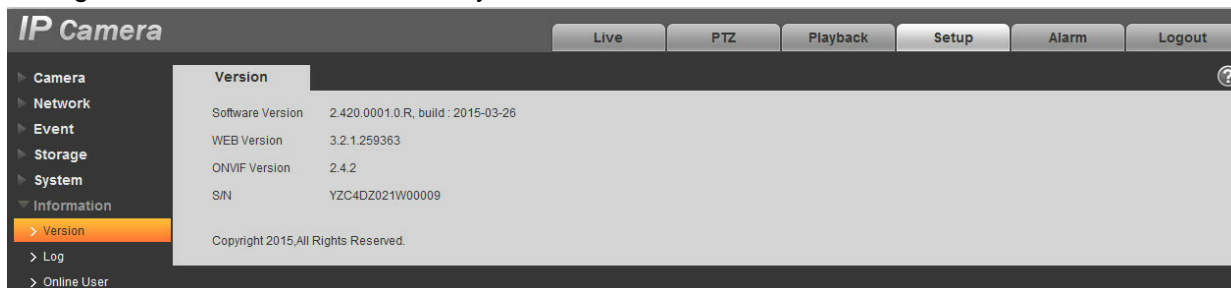 IP Camera
Live PTZ Playback Setup Alarm Logout
Camera
Network
Event
Storage
System
Information
Version
Log
Online User
Version
Software Version 2.420.0001.0.R, build : 2015-03-26
WEB Version 3.2.1.259363
ONVIF Version 2.4.2
S/N YZC4DZ021W00009
Copyright 2015,All Rights Reserved.
?